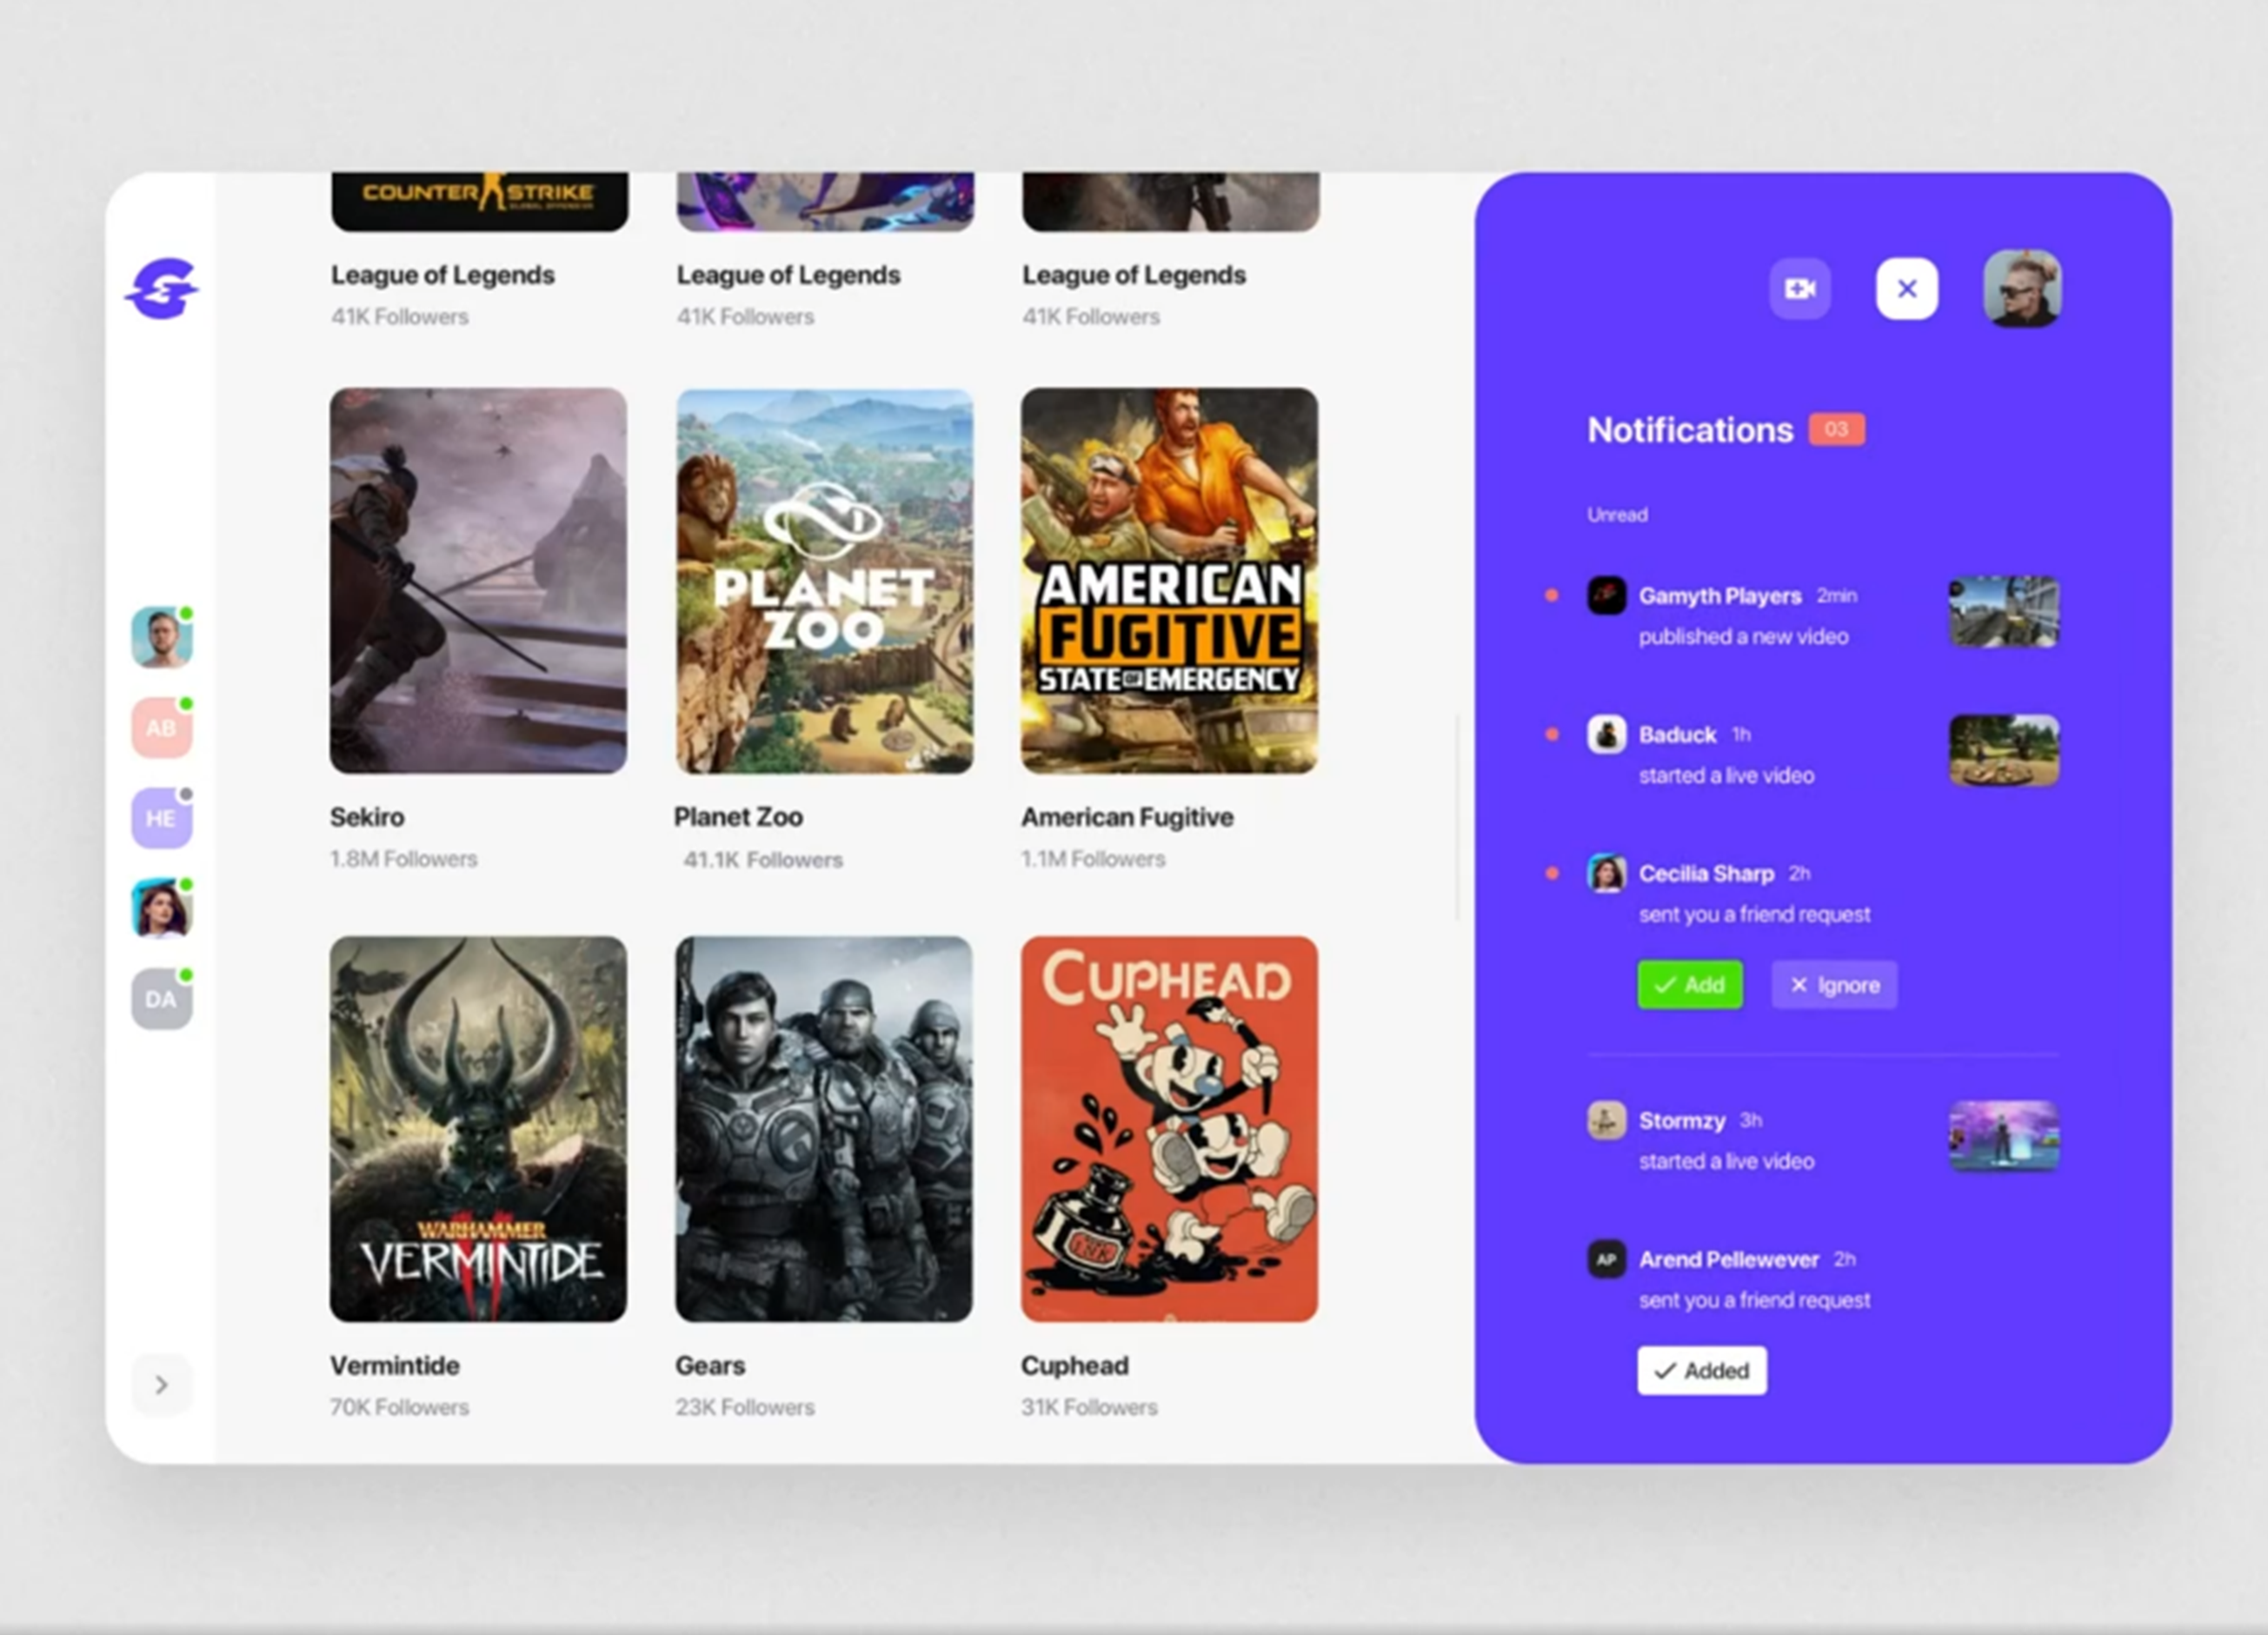 COUNTER STRIKE
GLOBAL OFFENSIVE
League of Legends
41K Followers
League of Legends
41K Followers
League of Legends
41K Followers
PLANET
ZOO
AMERICAN
FUGITIVE
STATE OF EMERGENCY
Sekiro
1.8M Followers
Planet Zoo
41.1K Followers
American Fugitive
1.1M Followers
WARHAMMER
VERMINTIDE
II
CUPHEAD
INK
Vermintide
70K Followers
Gears
23K Followers
Cuphead
31K Followers
AB
HE
DA
Notifications 03
Unread
Gamyth Players 2min
published a new video
Baduck 1h
started a live video
Cecilia Sharp 2h
sent you a friend request
Add
Ignore
Stormzy 3h
started a live video
AP
Arend Pellewever 2h
sent you a friend request
Added